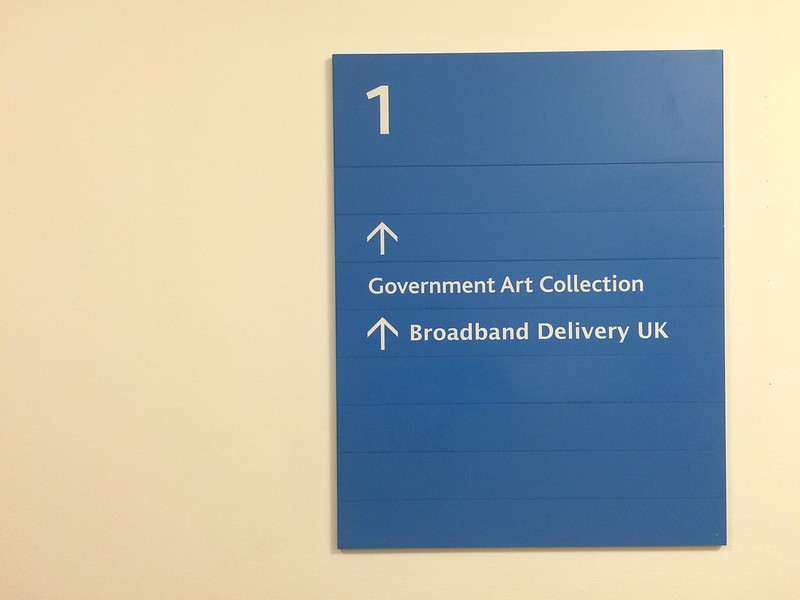 1
↑
Government Art Collection
↑ Broadband Delivery UK